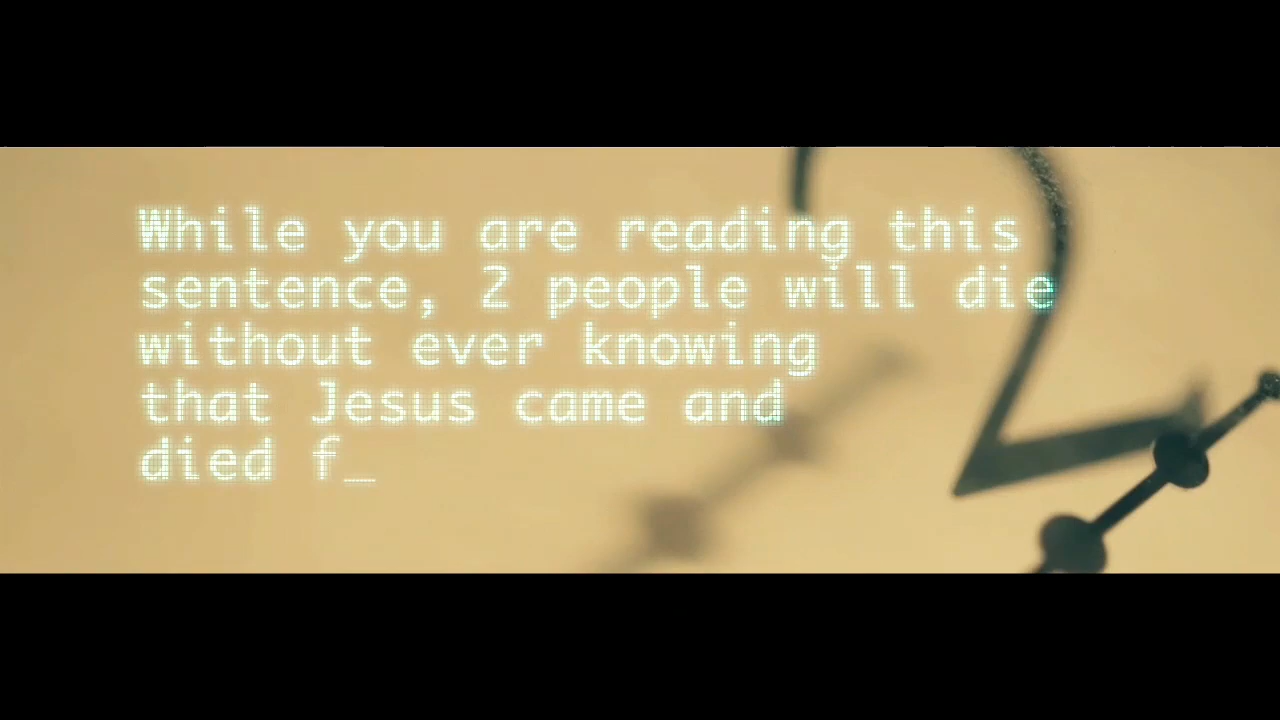 While you are reading this
sentence, 2 people will die
without ever knowing
that Jesus came and
died f_
2